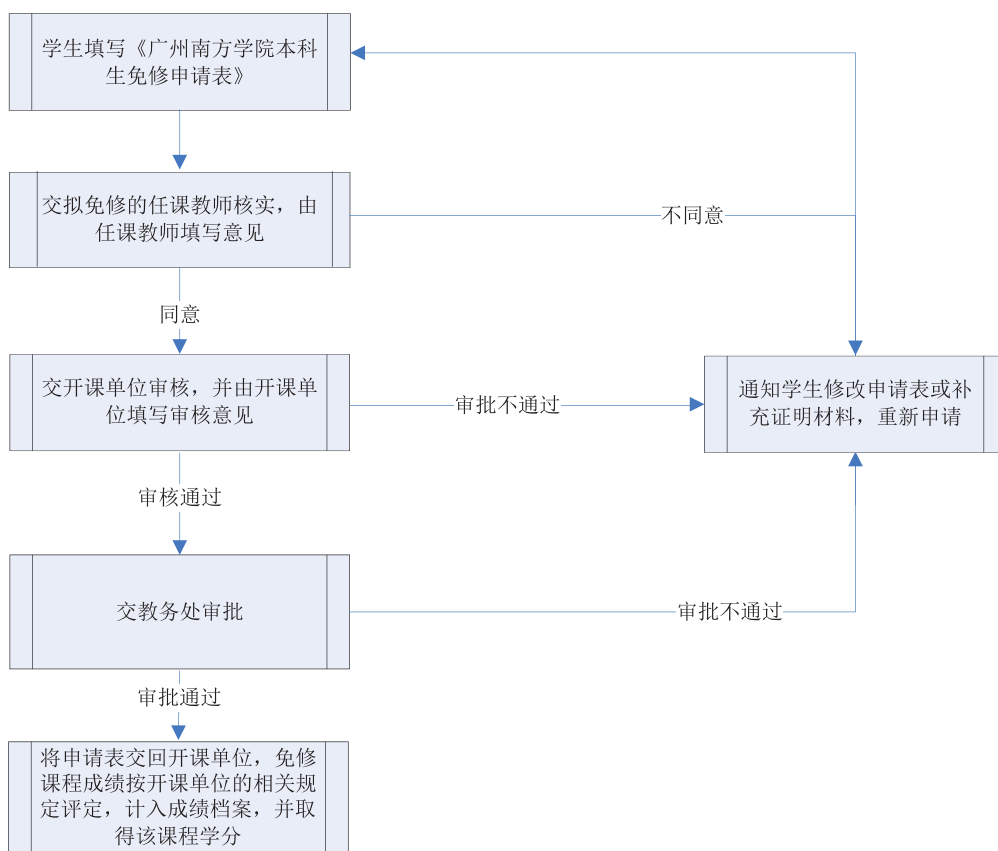 学生填写《广州南方学院本科
生免修申请表》
交拟免修的任课教师核实，由
任课教师填写意见
不同意
同意
交开课单位审核，并由开课单
位填写审核意见
审批不通过
通知学生修改申请表或补
充证明材料，重新申请
审核通过
交教务处审批
审批不通过
审批通过
将申请表交回开课单位，免修
课程成绩按开课单位的相关规
定评定，计入成绩档案，并取
得该课程学分